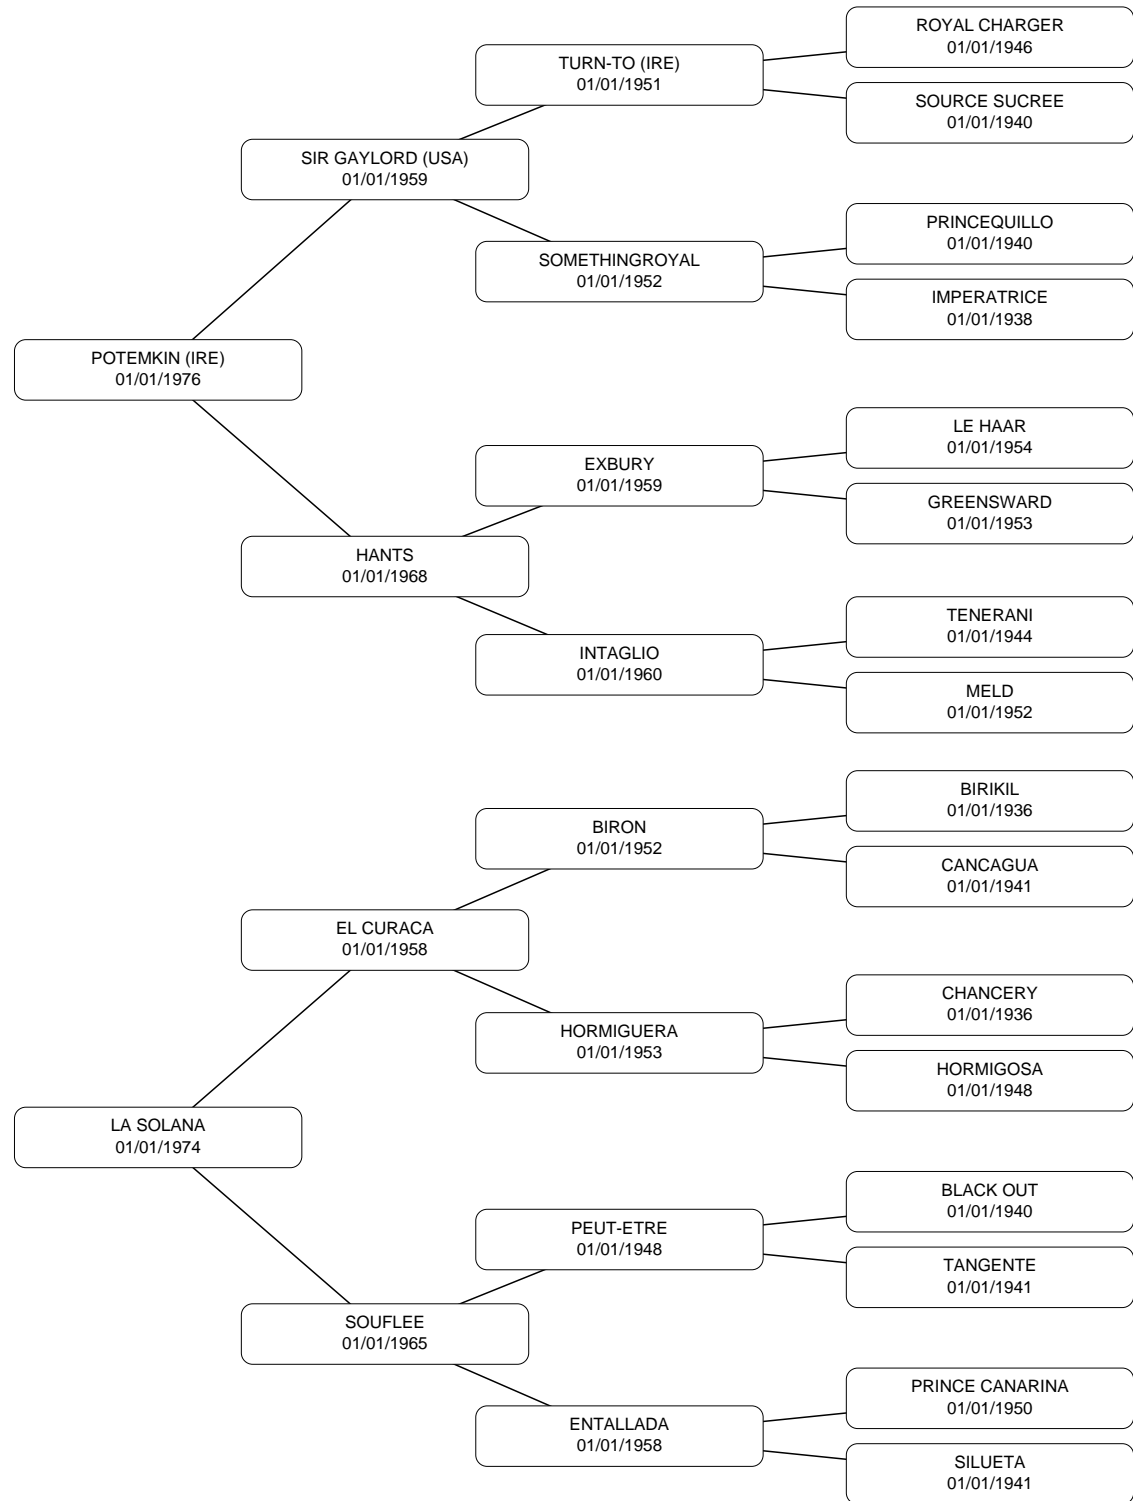 ROYAL CHARGER
01/01/1946
TURN-TO (IRE)
01/01/1951
SOURCE SUCREE
01/01/1940
SIR GAYLORD (USA)
01/01/1959
PRINCEQUILLO
01/01/1940
SOMETHINGROYAL
01/01/1952
IMPERATRICE
01/01/1938
POTEMKIN (IRE)
01/01/1976
LE HAAR
01/01/1954
EXBURY
01/01/1959
GREENSWARD
01/01/1953
HANTS
01/01/1968
TENERANI
01/01/1944
INTAGLIO
01/01/1960
MELD
01/01/1952
BIRIKIL
01/01/1936
BIRON
01/01/1952
CANCAGUA
01/01/1941
EL CURACA
01/01/1958
CHANCERY
01/01/1936
HORMIGUERA
01/01/1953
HORMIGOSA
01/01/1948
LA SOLANA
01/01/1974
BLACK OUT
01/01/1940
PEUT-ETRE
01/01/1948
TANGENTE
01/01/1941
SOUFLEE
01/01/1965
PRINCE CANARINA
01/01/1950
ENTALLADA
01/01/1958
SILUETA
01/01/1941